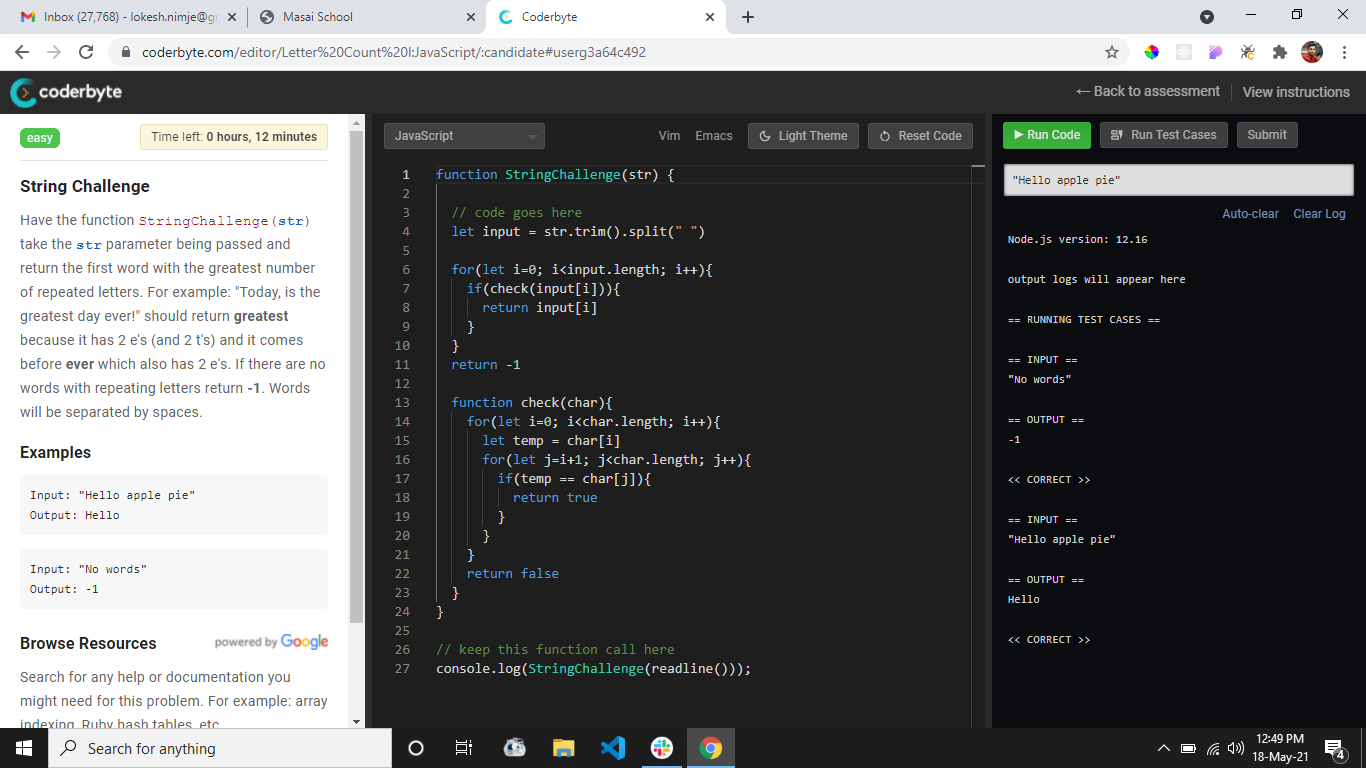 Inbox (27,768) - lokesh.nimje@gr
Masai School
Coderbyte
coderbyte.com/editor/Letter%20Count%20I:JavaScript/:candidate#userg3a64c492
coderbyte
← Back to assessment
View instructions
easy
Time left: 0 hours, 12 minutes
String Challenge
Have the function StringChallenge(str)
take the str parameter being passed and
return the first word with the greatest number
of repeated letters. For example: "Today, is the
greatest day ever!" should return greatest
because it has 2 e's (and 2 t's) and it comes
before ever which also has 2 e's. If there are no
words with repeating letters return -1. Words
will be separated by spaces.
Examples
Input: "Hello apple pie"
Output: Hello
Input: "No words"
Output: -1
Browse Resources
powered by Google
Search for any help or documentation you
might need for this problem. For example: array
indexing, Ruby hash tables, etc.
JavaScript
Vim
Emacs
Light Theme
Reset Code
1 function StringChallenge(str) {
2
3 // code goes here
4 let input = str.trim().split(" ")
5
6 for(let i=0; i<input.length; i++){
7 if(check(input[i])){
8 return input[i]
9 }
10 }
11 return -1
12
13 function check(char){
14 for(let i=0; i<char.length; i++){
15 let temp = char[i]
16 for(let j=i+1; j<char.length; j++){
17 if(temp == char[j]){
18 return true
19 }
20 }
21 }
22 return false
23 }
24 }
25
26 // keep this function call here
27 console.log(StringChallenge(readline()));
Run Code
Run Test Cases
Submit
"Hello apple pie"
Auto-clear
Clear Log
Node.js version: 12.16
output logs will appear here
== RUNNING TEST CASES ==
== INPUT ==
"No words"
== OUTPUT ==
-1
<< CORRECT >>
== INPUT ==
"Hello apple pie"
== OUTPUT ==
Hello
<< CORRECT >>
Search for anything
12:49 PM
18-May-21
4